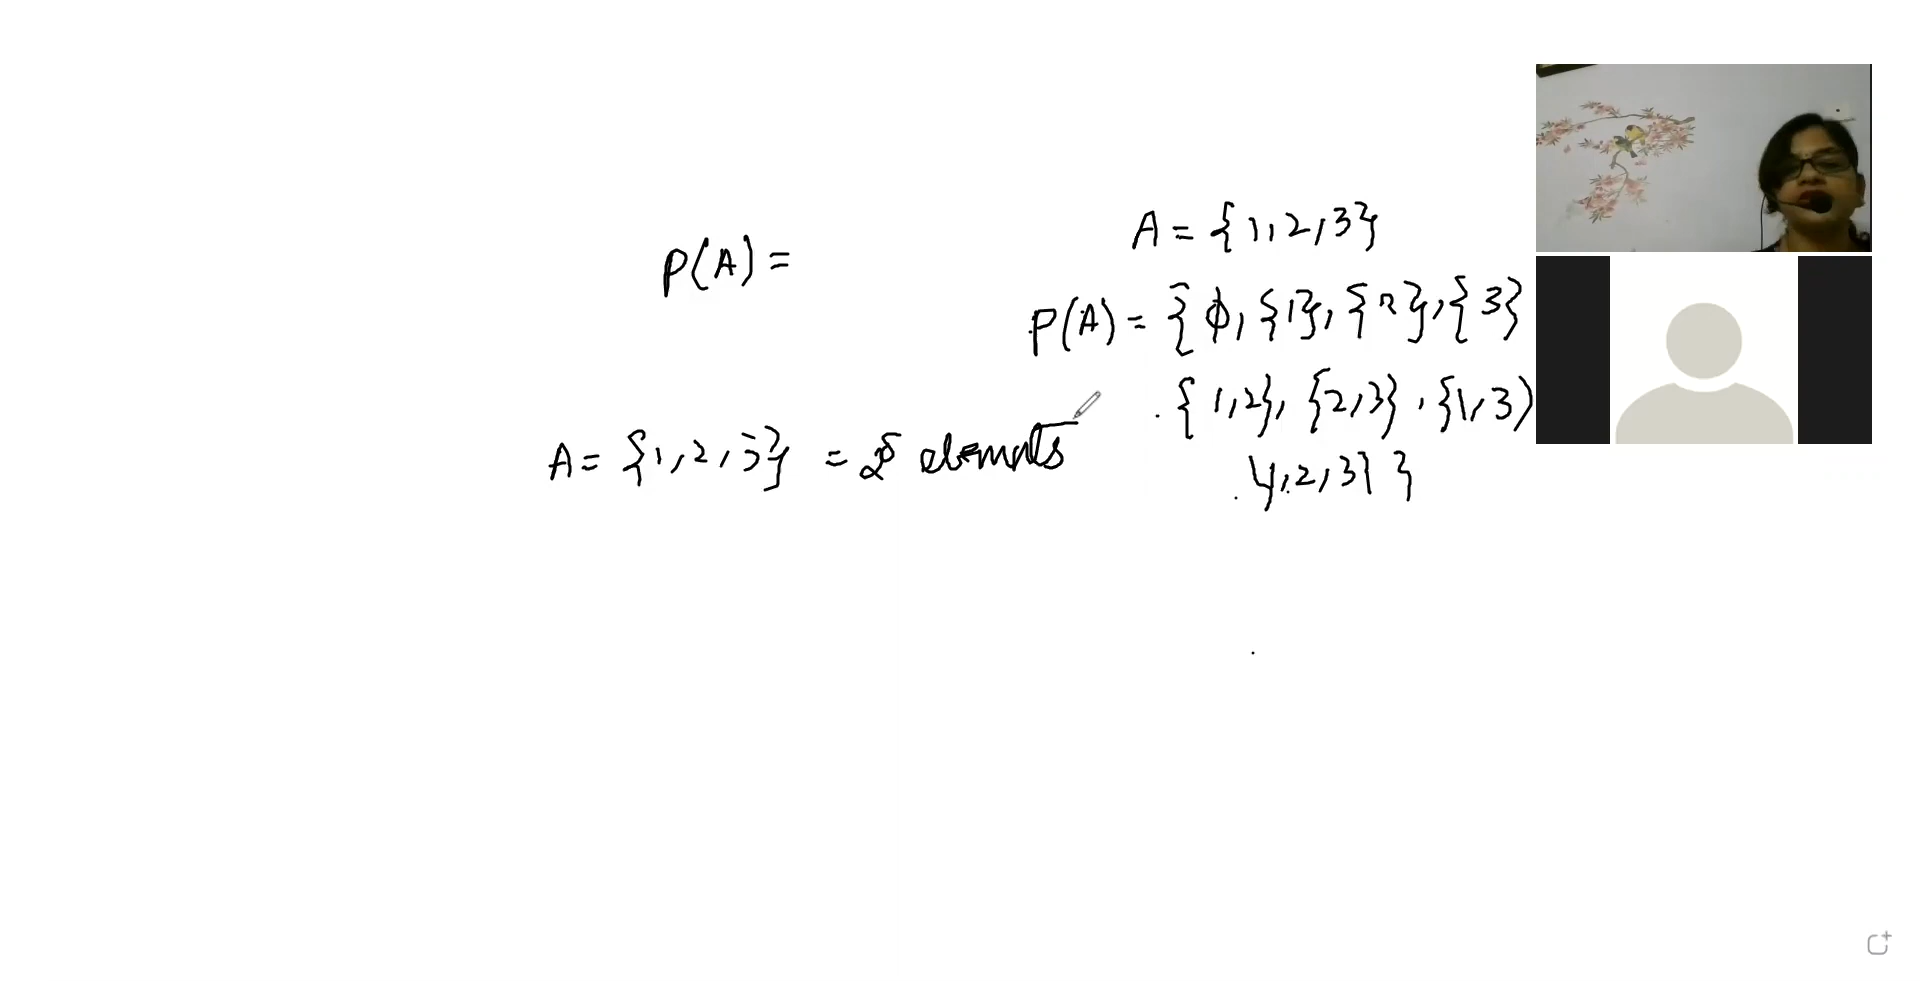 P(A) =
A = {1,2,3}
P(A) = {ϕ, {1}, {2}, {3}
{1,2}, {2,3}, {1,3)
{1,2,3} }
A = {1,2,3} = elements